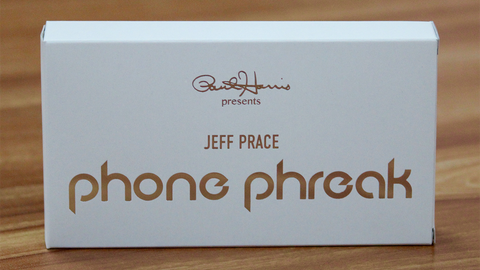 Paul Harris
presents
JEFF PRACE
phone phreak